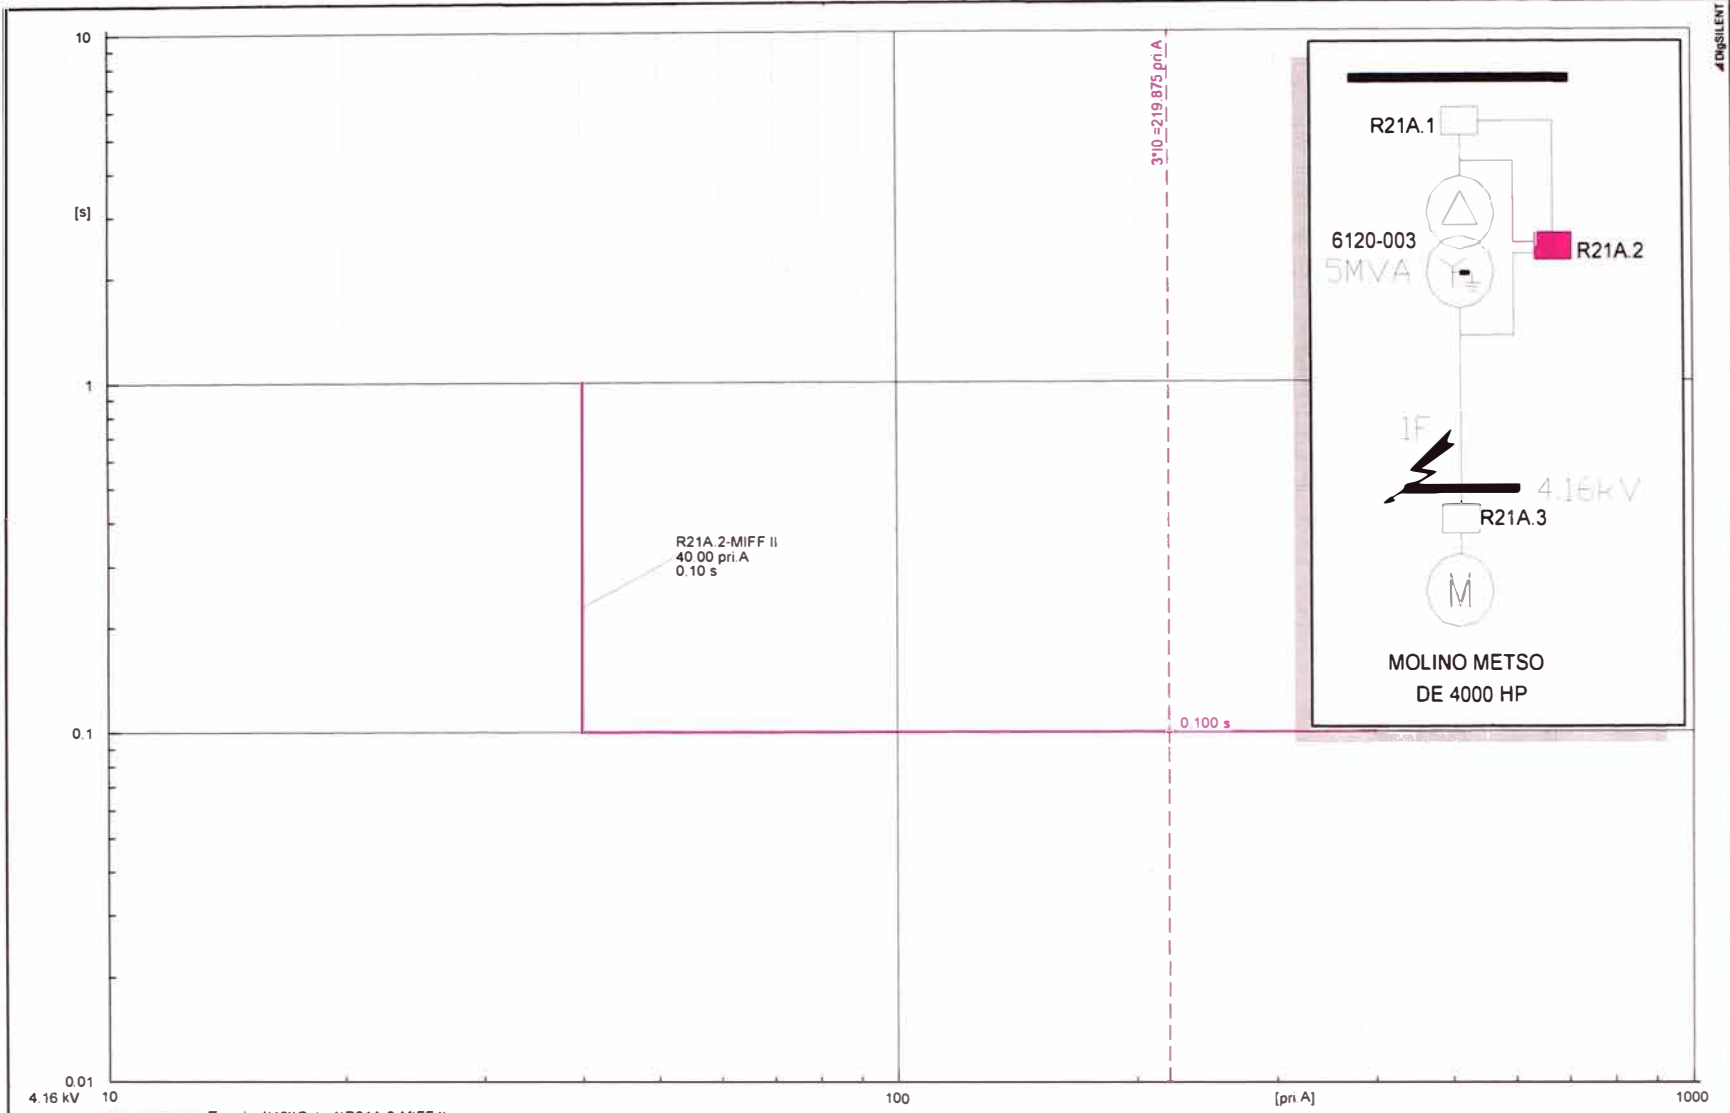 DIgSILENT
10
[s]
1
0.1
0.01
4.16 kV
10
100
[pri.A]
1000
3*I0 =219.875 pri.A
R21A.2-MIFF II
40.00 pri.A
0.10 s
0.100 s
R21A.1
6120-003
5MVA
R21A.2
1F
4.16kV
R21A.3
M
MOLINO METSO
DE 4000 HP